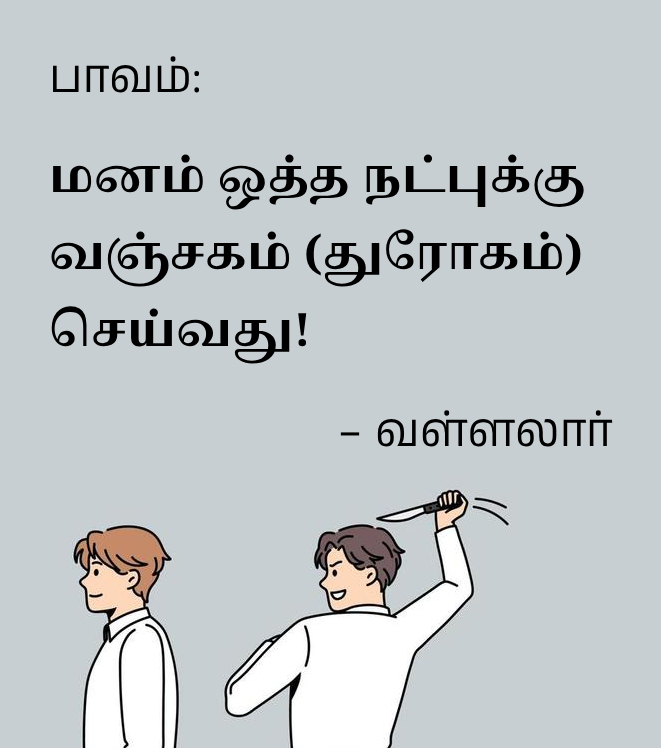 பாவம்:
மனம் ஒத்த நட்புக்கு
வஞ்சகம் (துரோகம்)
செய்வது!
– வள்ளலார்